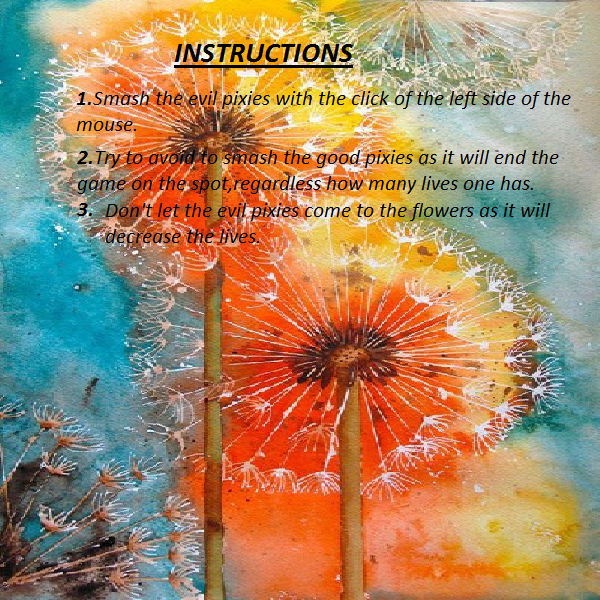 INSTRUCTIONS
1.Smash the evil pixies with the click of the left side of the
mouse.
2.Try to avoid to smash the good pixies as it will end the
game on the spot,regardless how many lives one has.
3. Don't let the evil pixies come to the flowers as it will
decrease the lives.